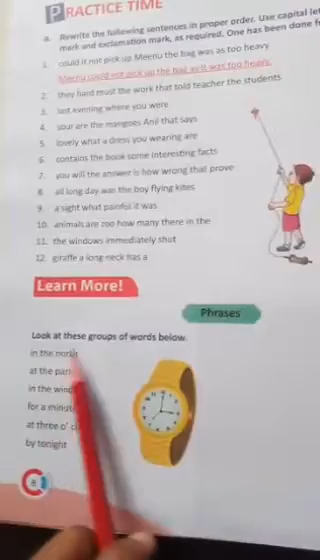 PRACTICE TIME
a. Rewrite the following sentences in proper order. Use capital
mark and exclamation mark, as required. One has been done
1. could it not pick up Meenu the bag was as too heavy
Meenu could not pick up the bag as it was too heavy.
2. they hard must the work that told teacher the students
3. last evening where you were
4. sour are the mangoes Anil that says
5. lovely what a dress you wearing are
6. contains the book some interesting facts
7. you will the answer is how wrong that prove
8. all long day was the boy flying kites
9. a sight what painful it was
10. animals are zoo how many there in the
11. the windows immediately shut
12. giraffe a long neck has a
Learn More!
Phrases
Look at these groups of words below.
in the north
at the
in the
for a minute
at three o'
by tonight
8